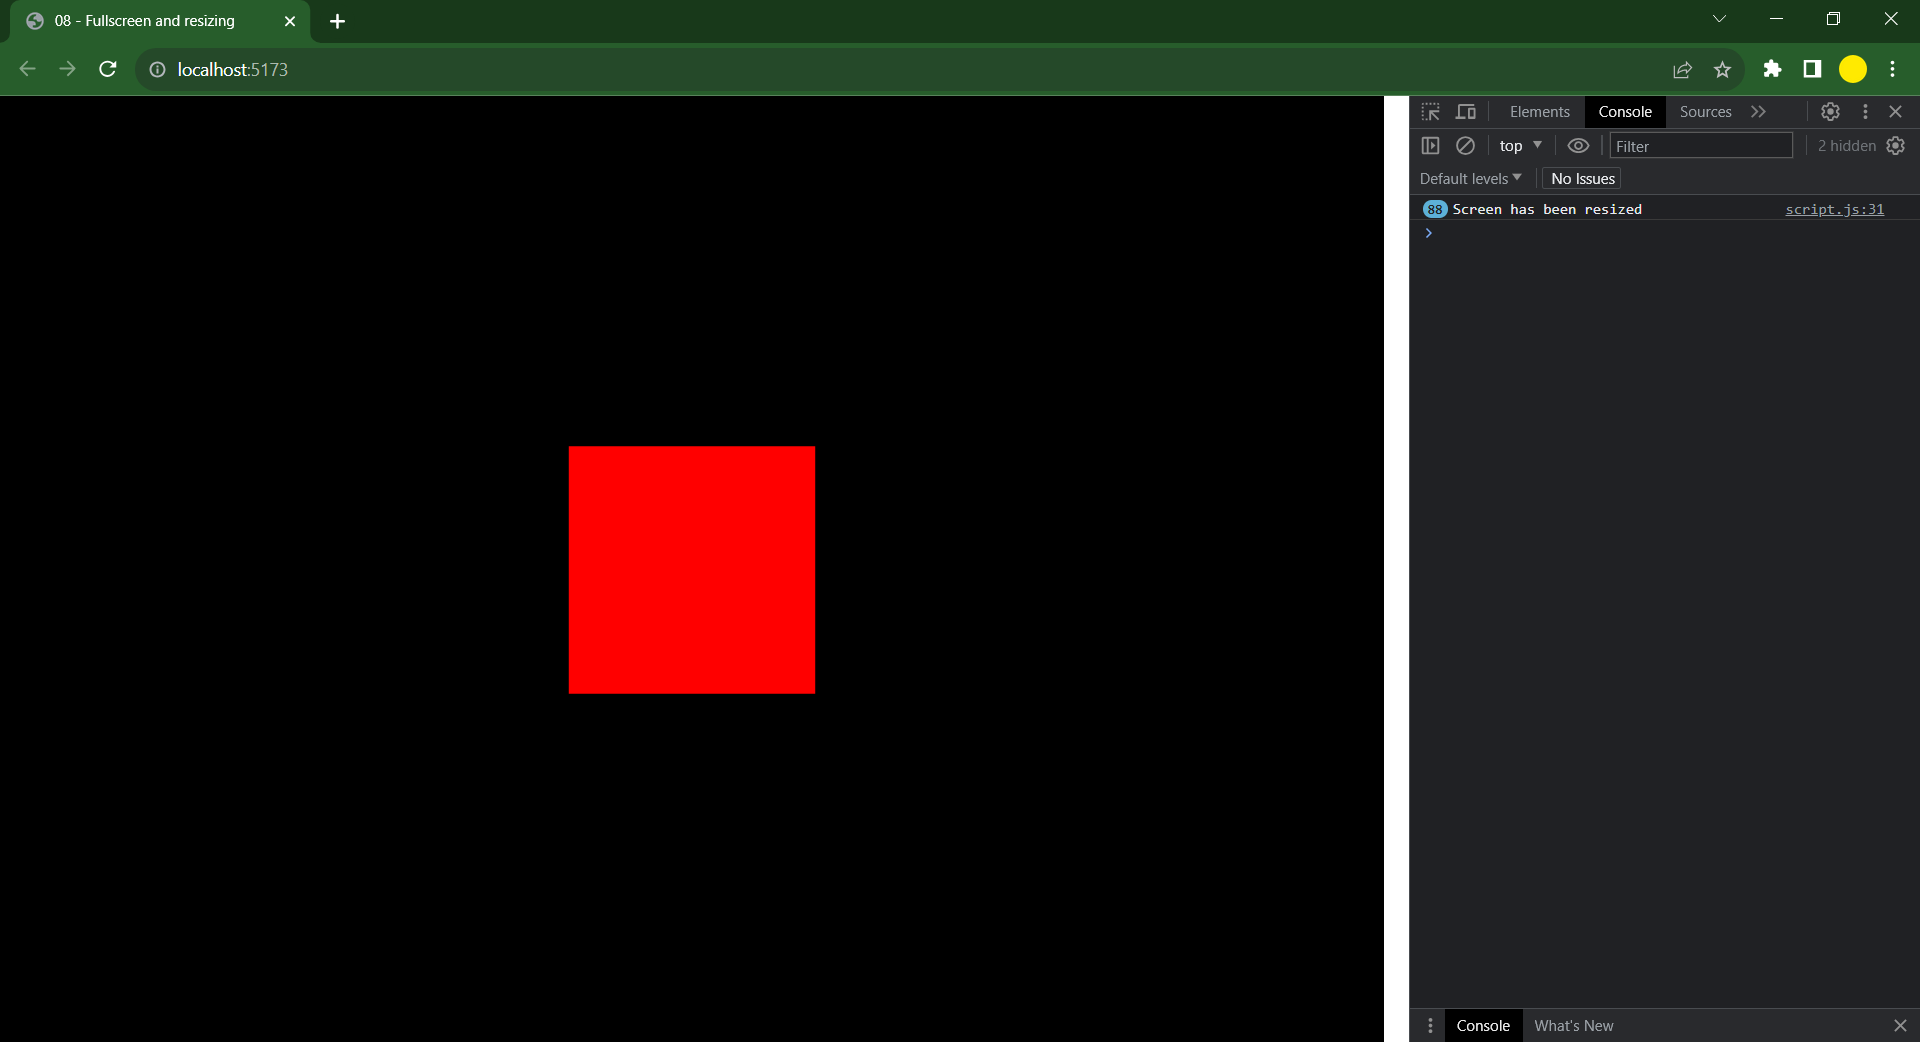 08 - Fullscreen and resizing
localhost:5173
Elements Console Sources
top Filter 2 hidden
Default levels No Issues
88 Screen has been resized script.js:31
Console What's New